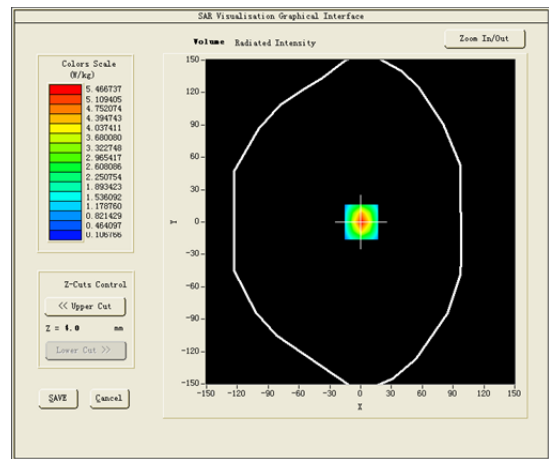 SAR Visualisation Graphical Interface
Volume Radiated Intensity
Zoom In/Out
Colors Scale
(W/kg)
5.466737
5.109405
4.752074
4.394743
4.037411
3.680080
3.322748
2.965417
2.608086
2.250754
1.893423
1.536092
1.178760
0.821429
0.464097
0.106766
Z-Cuts Control
<< Upper Cut
Z = 4.0 mm
Lower Cut >>
SAVE Cancel
150
120
90
60
30
Y 0
-30
-60
-90
-120
-150
-150 -120 -90 -60 -30 0 30 60 90 120 150
X